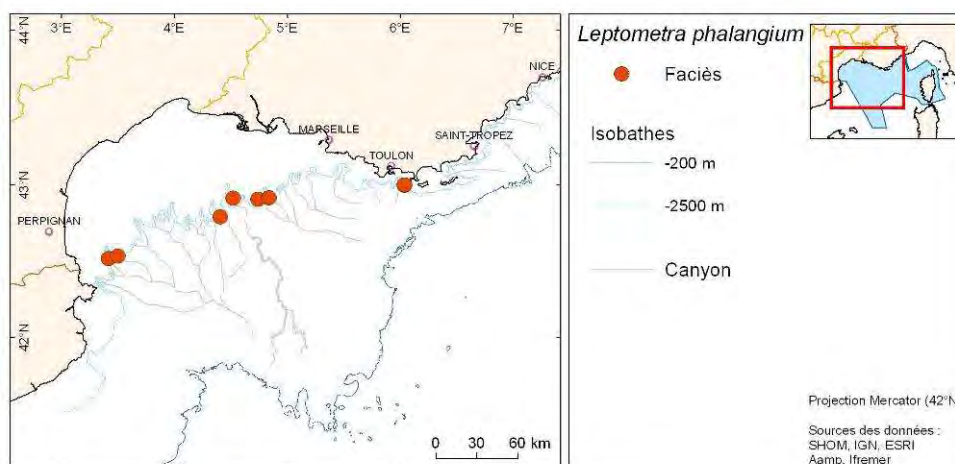 3°E 4°E 5°E 6°E 7°E
44°N
43°N
42°N
NICE
MARSEILLE
SAINT-TROPEZ
TOULON
PERPIGNAN
0 30 60 km
Leptometra phalangium
Faciès
Isobathes
-200 m
-2500 m
Canyon
Projection Mercator (42°N
Sources des données :
SHOM, IGN, ESRI
Aamp, Ifremer